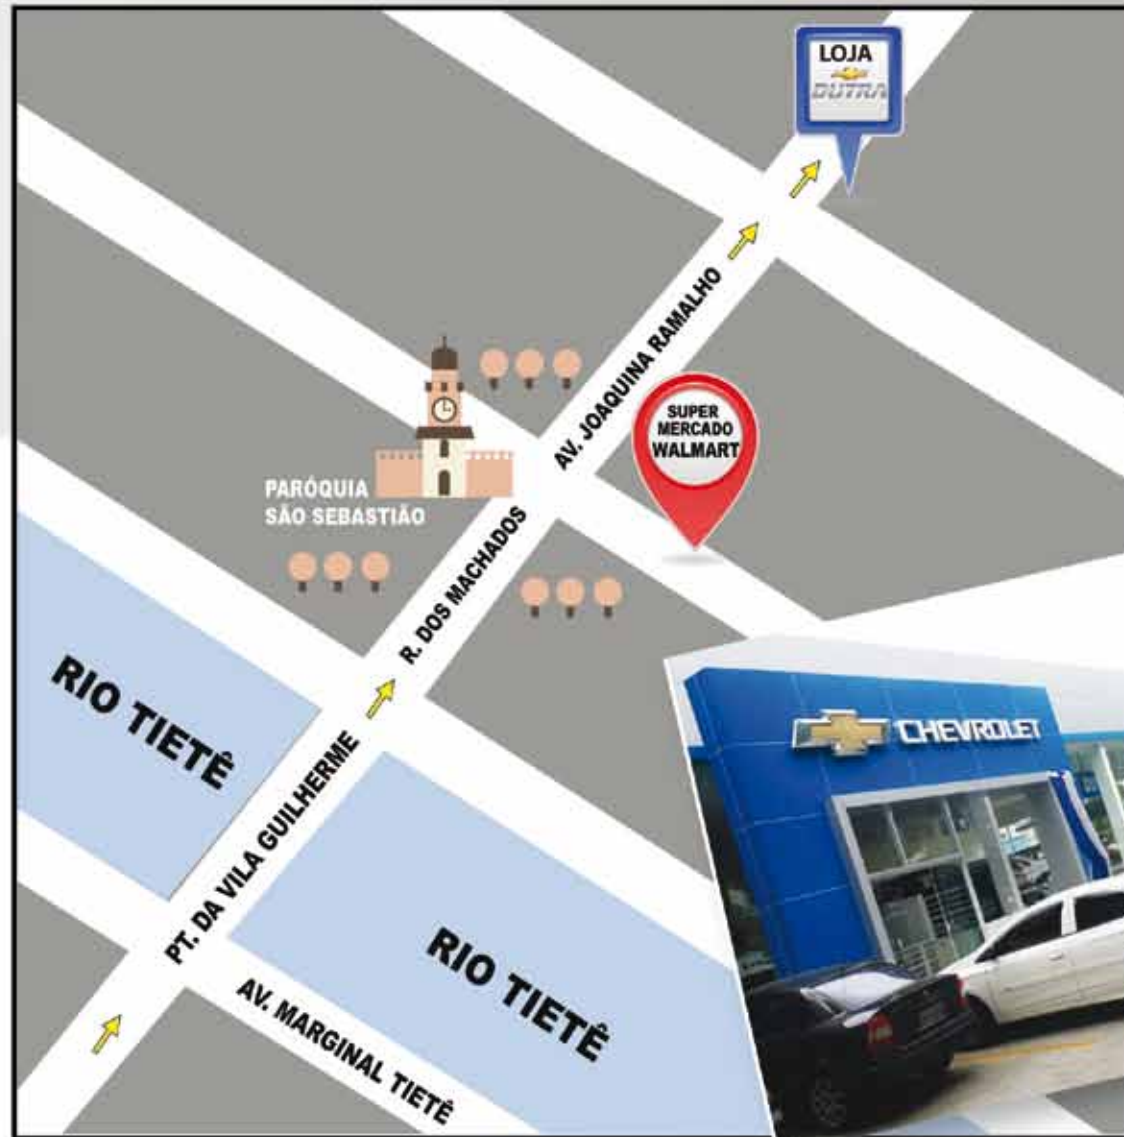 LOJA
DUTRA
AV. JOAQUINA RAMALHO
SUPER
MERCADO
WALMART
PARÓQUIA
SÃO SEBASTIÃO
R. DOS MACHADOS
RIO TIETÊ
CHEVROLET
PT. DA VILA GUILHERME
RIO TIETÊ
AV. MARGINAL TIETÊ